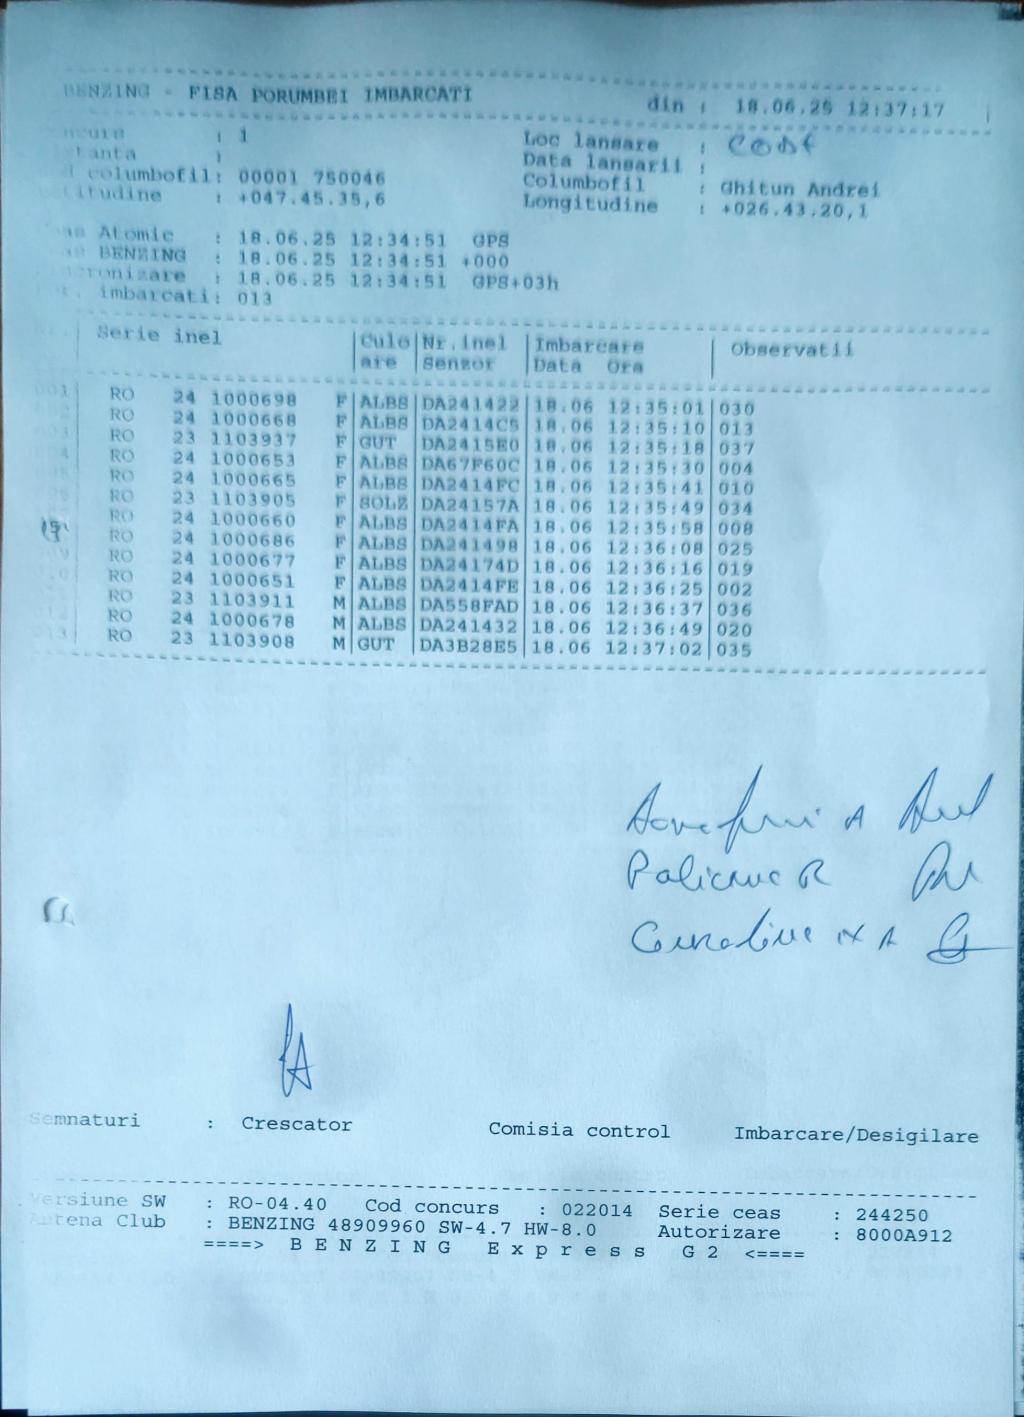 BENZING - FISA PORUMBEI IMBARCATI din : 18.06.25 12:37:17
: 1 Loc lansare :
: Data lansarii :
columbofil: 00001 750046 Columbofil : Ghitun Andrei
: +047.45.35,6 Longitudine : +026.43.20,1
Atomic : 18.06.25 12:34:51 GPS
BENZING : 18.06.25 12:34:51 +000
: 18.06.25 12:34:51 GPS+03h
imbarcati: 013
Serie inel Culo Nr.inel Imbarcare Observatii
are Senzor Data Ora
001 RO 24 1000698 F ALBS DA241422 18.06 12:35:01 030
RO 24 1000668 F ALBS DA2414C5 18.06 12:35:10 013
RO 23 1103937 F GUT DA2415E0 18.06 12:35:18 037
RO 24 1000653 F ALBS DA67F60C 18.06 12:35:30 004
RO 24 1000665 F ALBS DA2414FC 18.06 12:35:41 010
RO 23 1103905 F SOLZ DA24157A 18.06 12:35:49 034
RO 24 1000660 F ALBS DA2414FA 18.06 12:35:58 008
RO 24 1000686 F ALBS DA241498 18.06 12:36:08 025
RO 24 1000677 F ALBS DA24174D 18.06 12:36:16 019
RO 24 1000651 F ALBS DA2414FE 18.06 12:36:25 002
RO 23 1103911 M ALBS DA558FAD 18.06 12:36:37 036
RO 24 1000678 M ALBS DA241432 18.06 12:36:49 020
RO 23 1103908 M GUT DA3B28E5 18.06 12:37:02 035
Semnaturi : Crescator Comisia control Imbarcare/Desigilare
Versiune SW : RO-04.40 Cod concurs : 022014 Serie ceas : 244250
Antena Club : BENZING 48909960 SW-4.7 HW-8.0 Autorizare : 8000A912
====> B E N Z I N G E x p r e s s G 2 <====